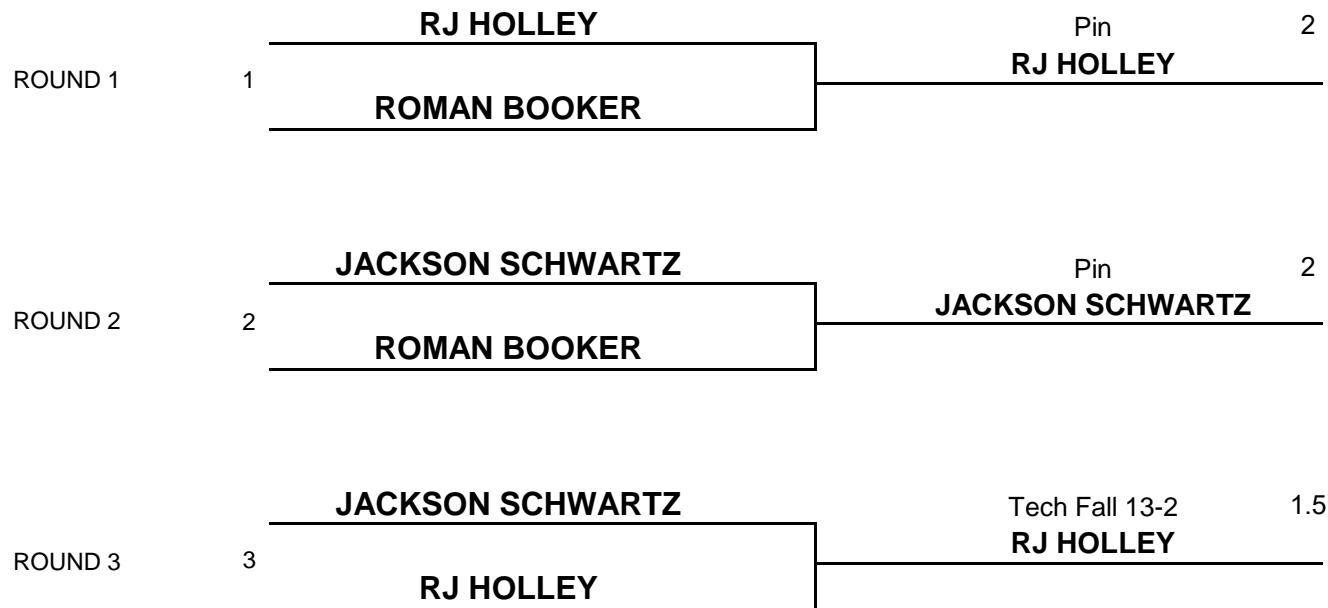 RJ HOLLEY
Pin 2
ROUND 1 1
RJ HOLLEY
ROMAN BOOKER
JACKSON SCHWARTZ
Pin 2
ROUND 2 2
JACKSON SCHWARTZ
ROMAN BOOKER
JACKSON SCHWARTZ
Tech Fall 13-2 1.5
ROUND 3 3
RJ HOLLEY
RJ HOLLEY